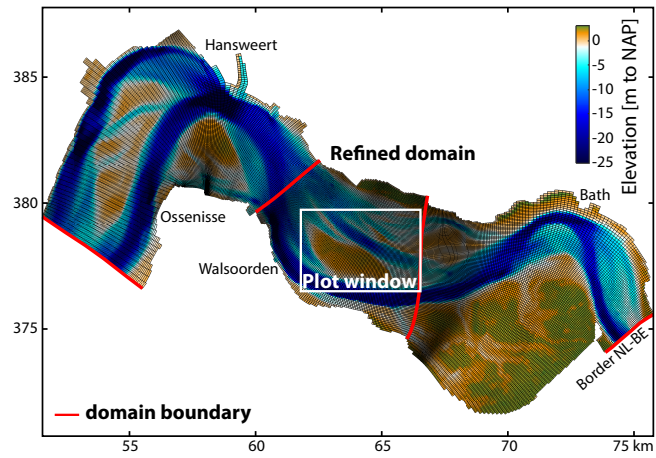 385
380
375
55
60
65
70
75 km
Hansweert
Refined domain
Ossenisse
Walsoorden
Plot window
Bath
Border NL-BE
domain boundary
0
-5
-10
-15
-20
-25
Elevation [m to NAP]